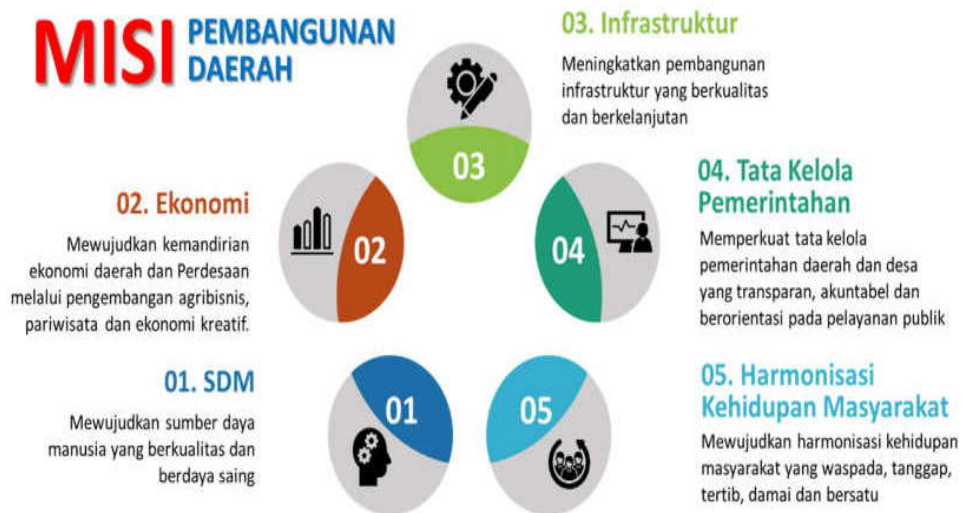 MISI PEMBANGUNAN
DAERAH
03. Infrastruktur
Meningkatkan pembangunan
infrastruktur yang berkualitas
dan berkelanjutan
03
02. Ekonomi
Mewujudkan kemandirian
ekonomi daerah dan Perdesaan
melalui pengembangan agribisnis,
pariwisata dan ekonomi kreatif.
02
04
04. Tata Kelola
Pemerintahan
Memperkuat tata kelola
pemerintahan daerah dan desa
yang transparan, akuntabel dan
berorientasi pada pelayanan publik
01. SDM
Mewujudkan sumber daya
manusia yang berkualitas dan
berdaya saing
01
05
05. Harmonisasi
Kehidupan Masyarakat
Mewujudkan harmonisasi kehidupan
masyarakat yang waspada, tanggap,
tertib, damai dan bersatu